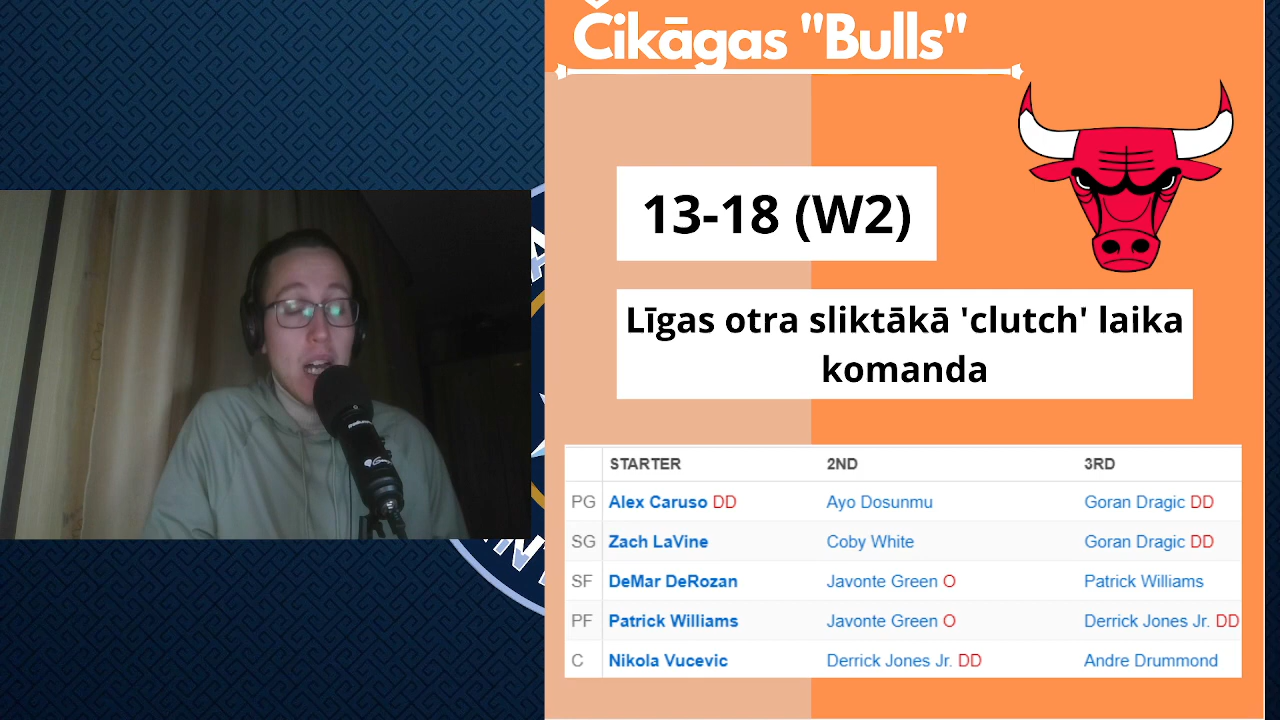 Čikāgas "Bulls"
13-18 (W2)
Līgas otra sliktākā 'clutch' laika
komanda
STARTER 2ND 3RD
PG Alex Caruso DD Ayo Dosunmu Goran Dragic DD
SG Zach LaVine Coby White Goran Dragic DD
SF DeMar DeRozan Javonte Green O Patrick Williams
PF Patrick Williams Javonte Green O Derrick Jones Jr. DD
C Nikola Vucevic Derrick Jones Jr. DD Andre Drummond